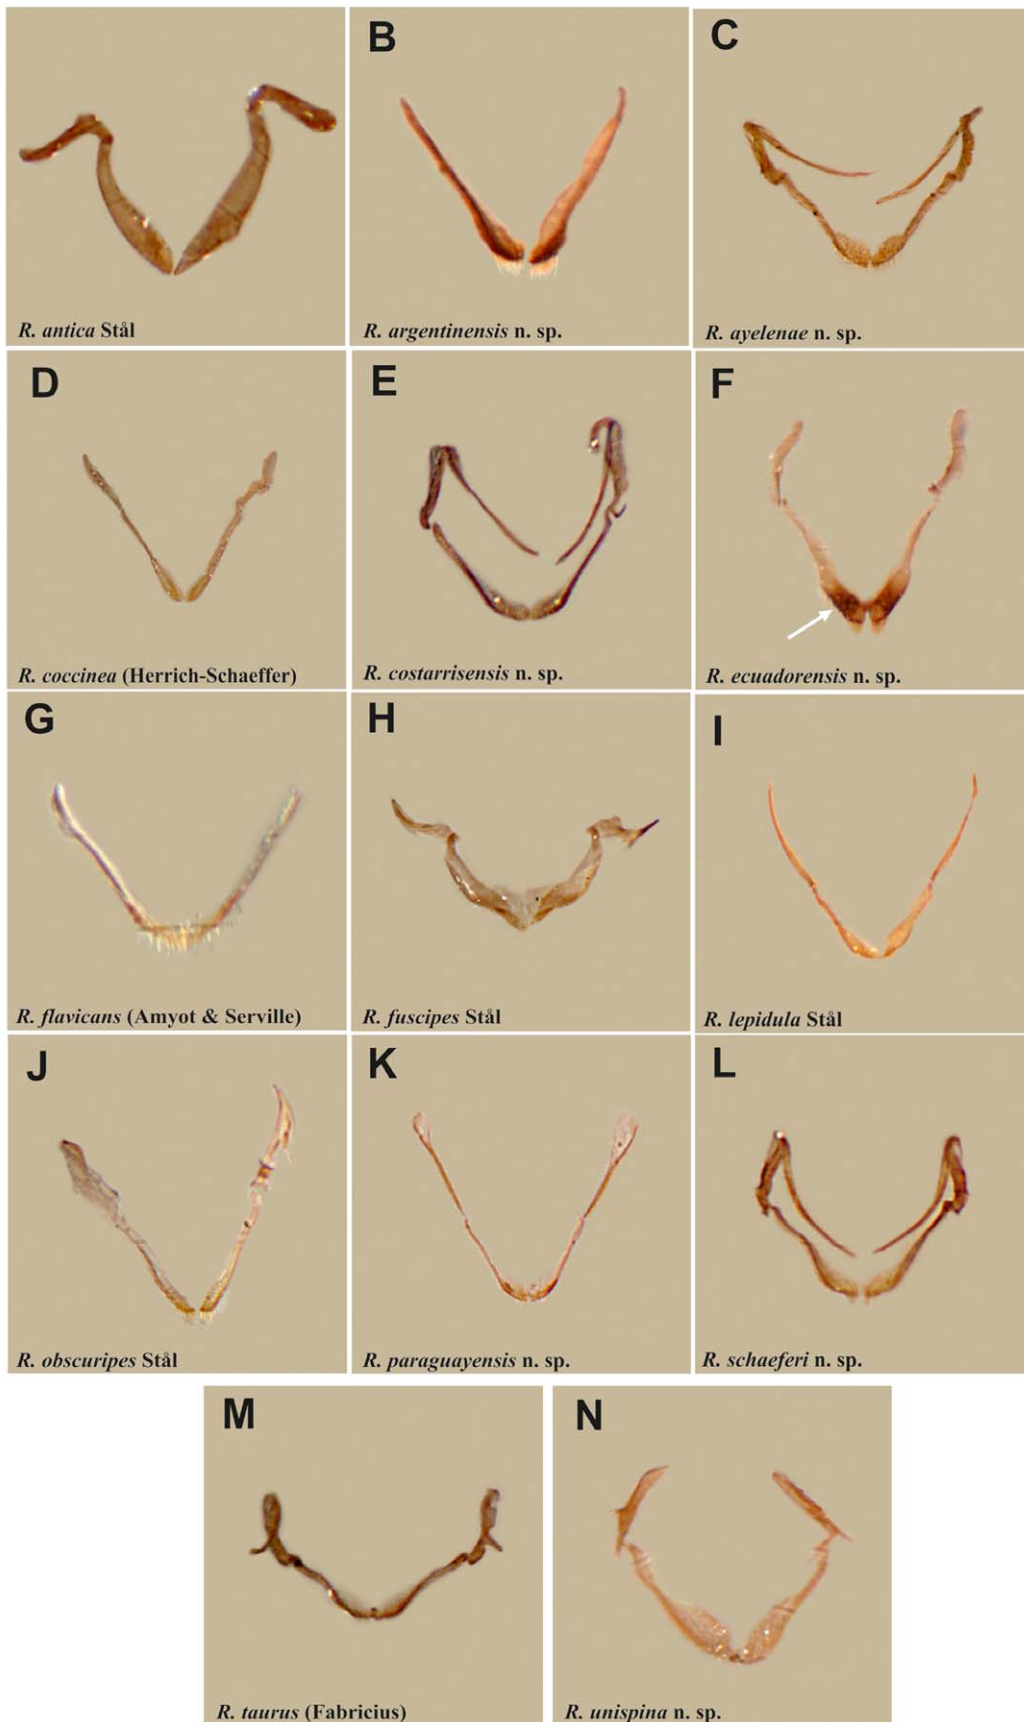 A
R. antica Stål
B
R. argentinensis n. sp.
C
R. ayelenae n. sp.
D
R. coccinea (Herrich-Schaeffer)
E
R. costarrisensis n. sp.
F
R. ecuadorensis n. sp.
G
R. flavicans (Amyot & Serville)
H
R. fuscipes Stål
I
R. lepidula Stål
J
R. obscuripes Stål
K
R. paraguayensis n. sp.
L
R. schaeferi n. sp.
M
R. taurus (Fabricius)
N
R. unispina n. sp.